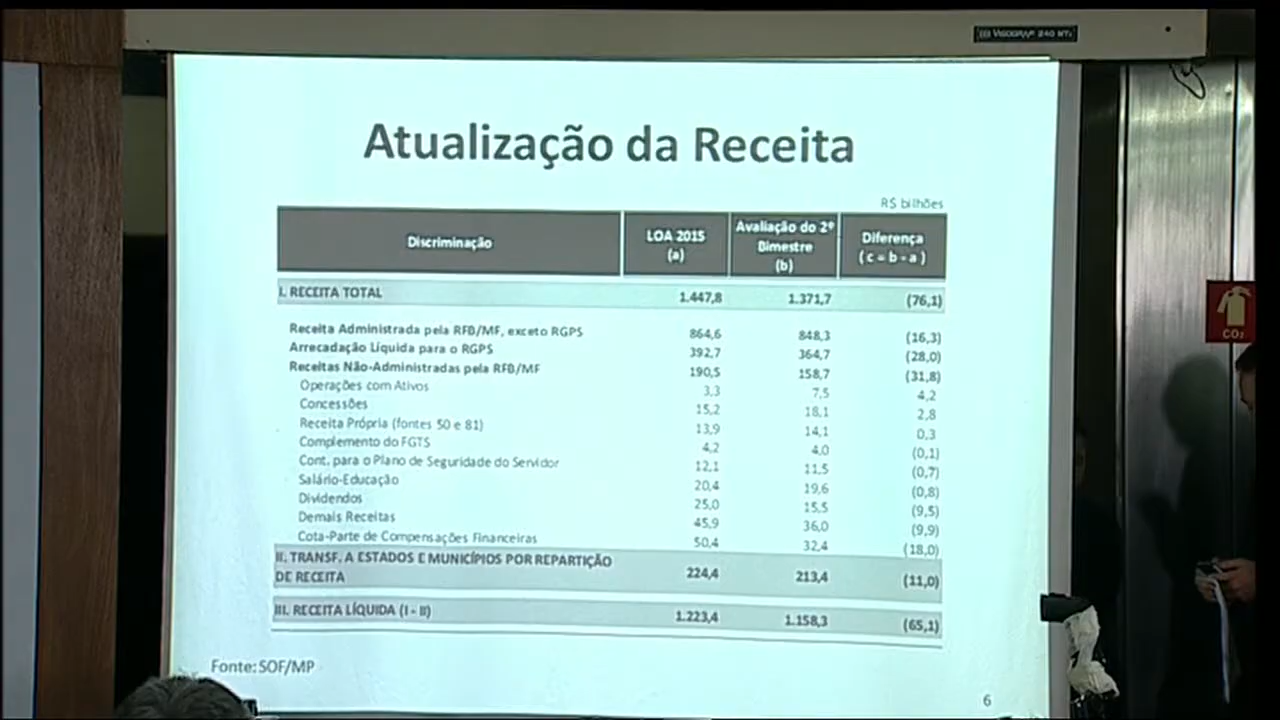 VISOGRAF 240 MTV
Atualização da Receita
R$ bilhões
Discriminação LOA 2015 (a) Avaliação do 2º Bimestre (b) Diferença ( c = b - a )
I. RECEITA TOTAL 1.447,8 1.371,7 (76,1)
Receita Administrada pela RFB/MF, exceto RGPS 864,6 848,3 (16,3)
Arrecadação Líquida para o RGPS 392,7 364,7 (28,0)
Receitas Não-Administradas pela RFB/MF 190,5 158,7 (31,8)
Operações com Ativos 3,3 7,5 4,2
Concessões 15,2 18,1 2,8
Receita Própria (fontes 50 e 81) 13,9 14,1 0,3
Complemento do FGTS 4,2 4,0 (0,1)
Cont. para o Plano de Seguridade do Servidor 12,1 11,5 (0,7)
Salário-Educação 20,4 19,6 (0,8)
Dividendos 25,0 15,5 (9,5)
Demais Receitas 45,9 36,0 (9,9)
Cota-Parte de Compensações Financeiras 50,4 32,4 (18,0)
II. TRANSF. A ESTADOS E MUNICÍPIOS POR REPARTIÇÃO
DE RECEITA 224,4 213,4 (11,0)
III. RECEITA LÍQUIDA (I - II) 1.223,4 1.158,3 (65,1)
Fonte: SOF/MP
6
CO₂